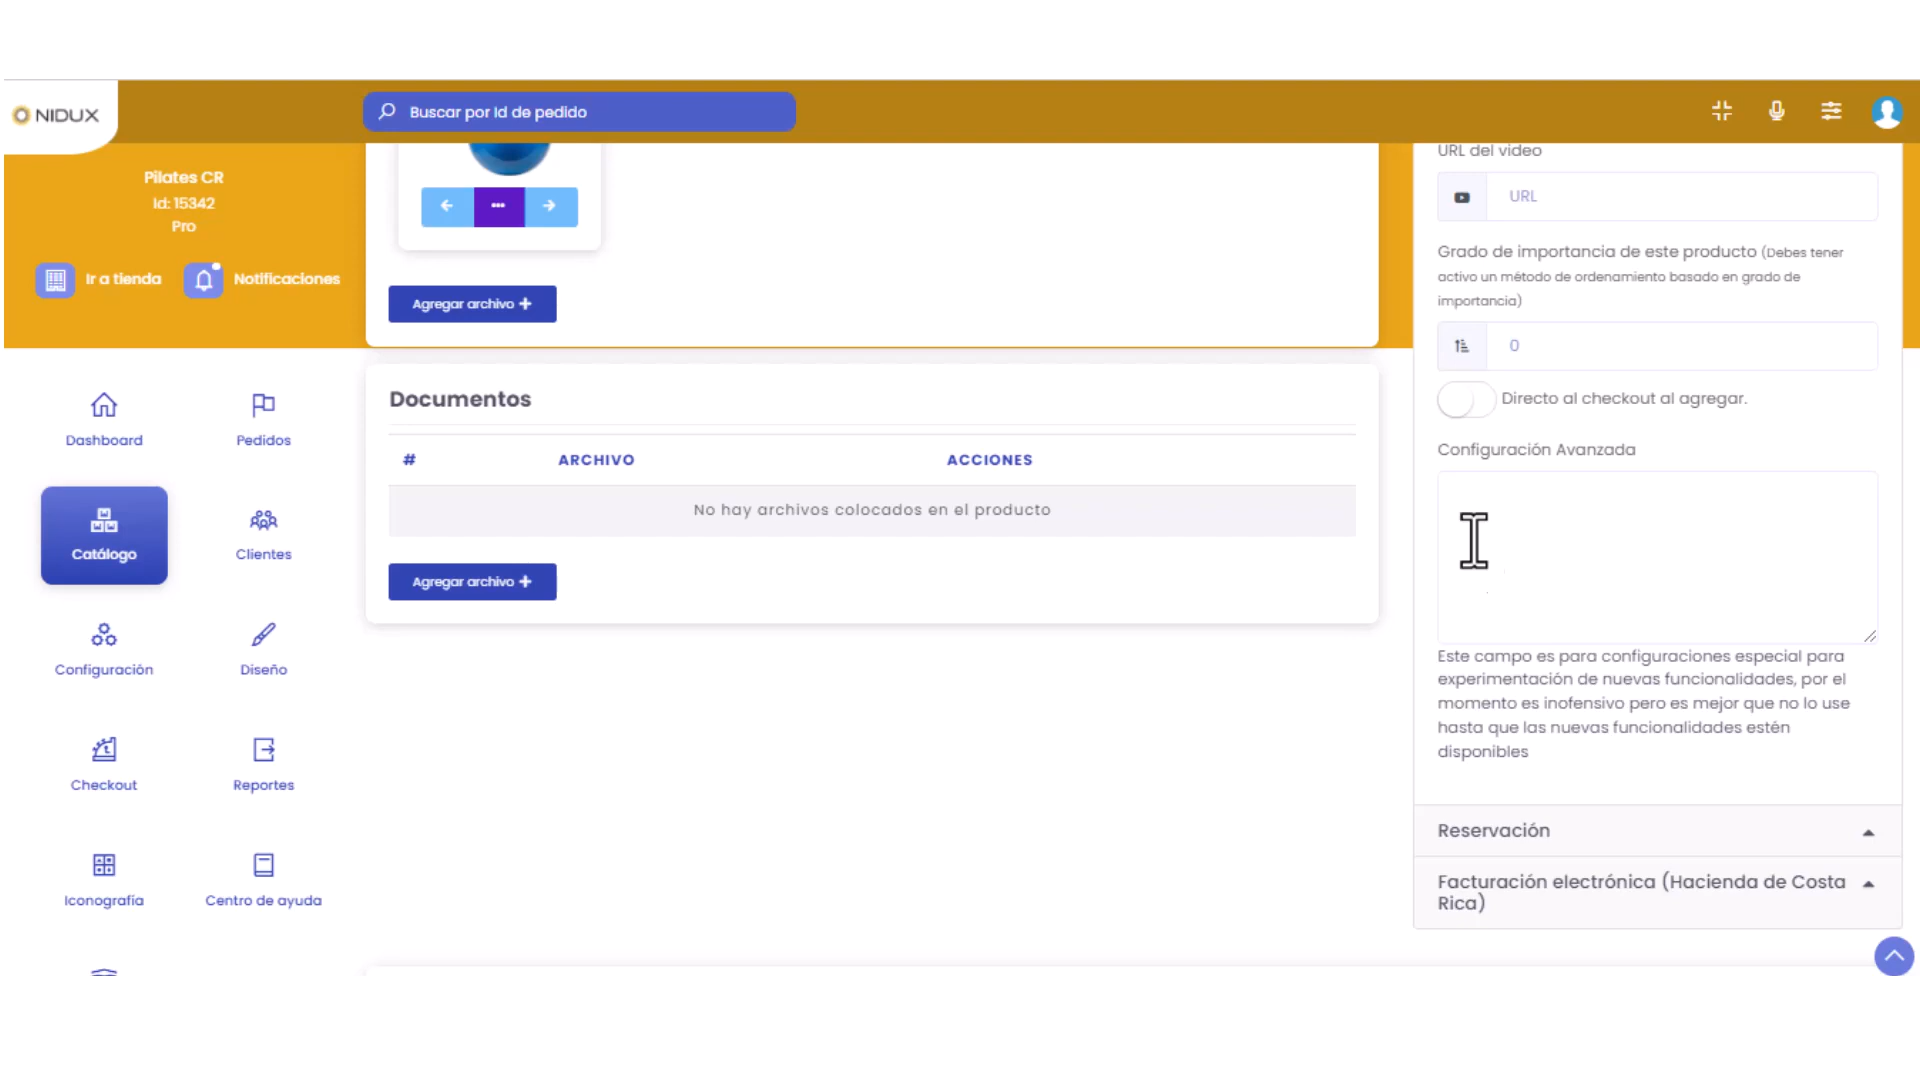 NIDUX
Buscar por Id de pedido
Pilates CR
Id: 15342
Pro
Ir a tienda
Notificaciones
Dashboard
Pedidos
Catálogo
Clientes
Configuración
Diseño
Checkout
Reportes
Iconografía
Centro de ayuda
Agregar archivo +
Documentos
# ARCHIVO ACCIONES
No hay archivos colocados en el producto
Agregar archivo +
URL del video
URL
Grado de importancia de este producto (Debes tener
activo un método de ordenamiento basado en grado de
importancia)
0
Directo al checkout al agregar.
Configuración Avanzada
Este campo es para configuraciones especial para
experimentación de nuevas funcionalidades, por el
momento es inofensivo pero es mejor que no lo use
hasta que las nuevas funcionalidades estén
disponibles
Reservación
Facturación electrónica (Hacienda de Costa
Rica)